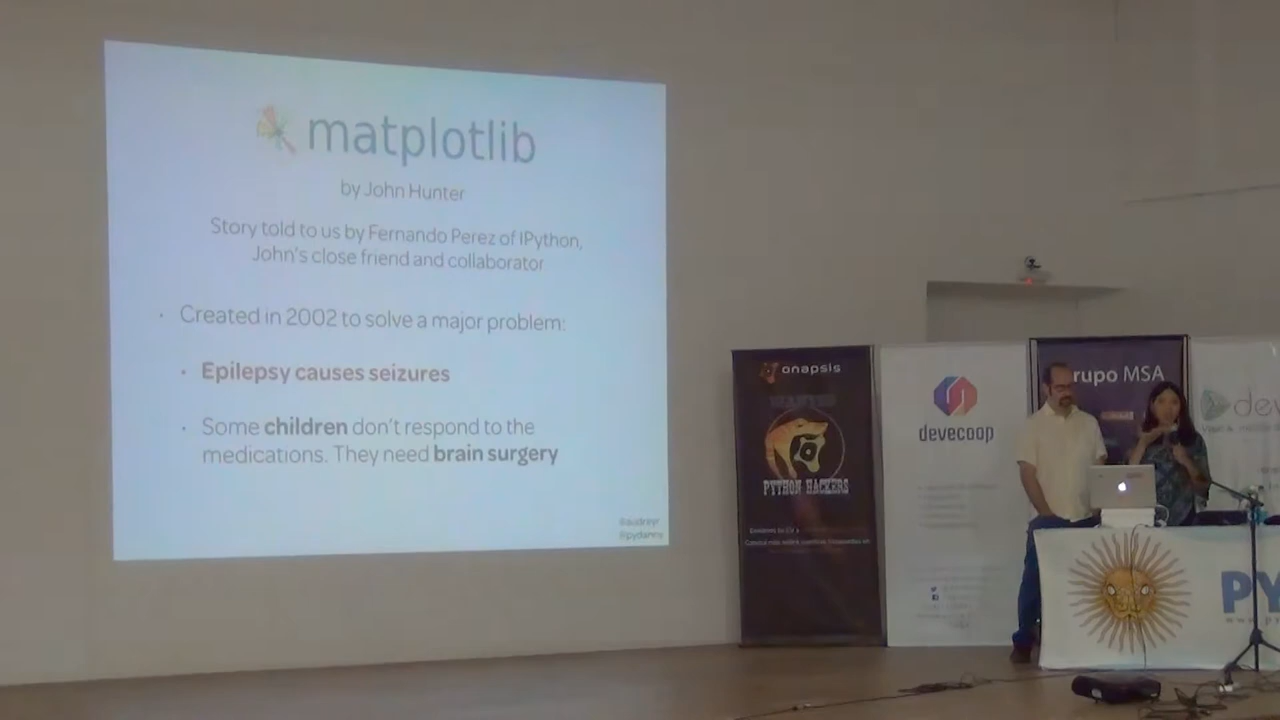 matplotlib
by John Hunter
Story told to us by Fernando Perez of IPython,
John's close friend and collaborator
· Created in 2002 to solve a major problem:
· Epilepsy causes seizures
· Some children don't respond to the
medications. They need brain surgery
@audreyr
@pydanny
onapsis
WANTED
PYTHON HACKERS
devecoop
rupo MSA
dev
PY